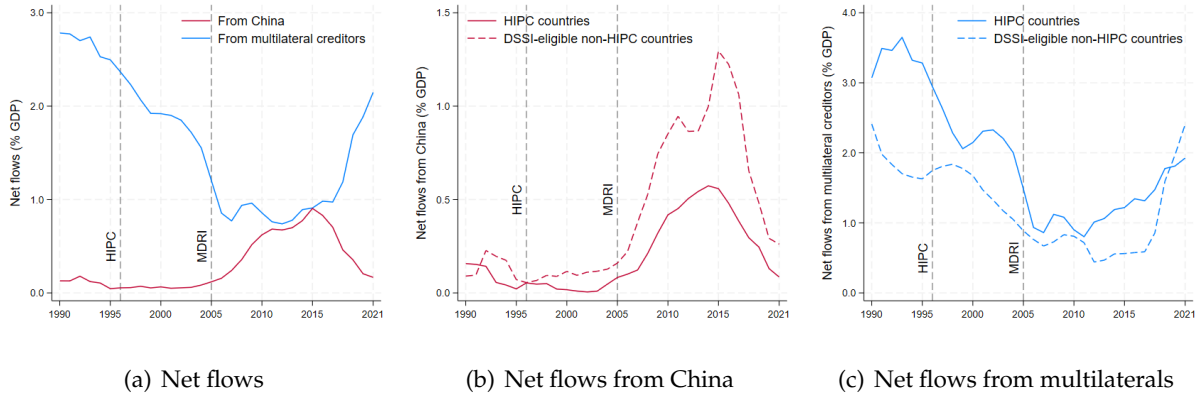 Net flows (% GDP)
3.0
2.0
1.0
0.0
From China
From multilateral creditors
HIPC
MDRI
1990 1995 2000 2005 2010 2015 2021
(a) Net flows
Net flows from China (% GDP)
1.5
1.0
0.5
0.0
HIPC countries
DSSI-eligible non-HIPC countries
HIPC
MDRI
1990 1995 2000 2005 2010 2015 2021
(b) Net flows from China
Net flows from multilateral creditors (% GDP)
4.0
3.0
2.0
1.0
0.0
HIPC countries
DSSI-eligible non-HIPC countries
HIPC
MDRI
1990 1995 2000 2005 2010 2015 2021
(c) Net flows from multilaterals